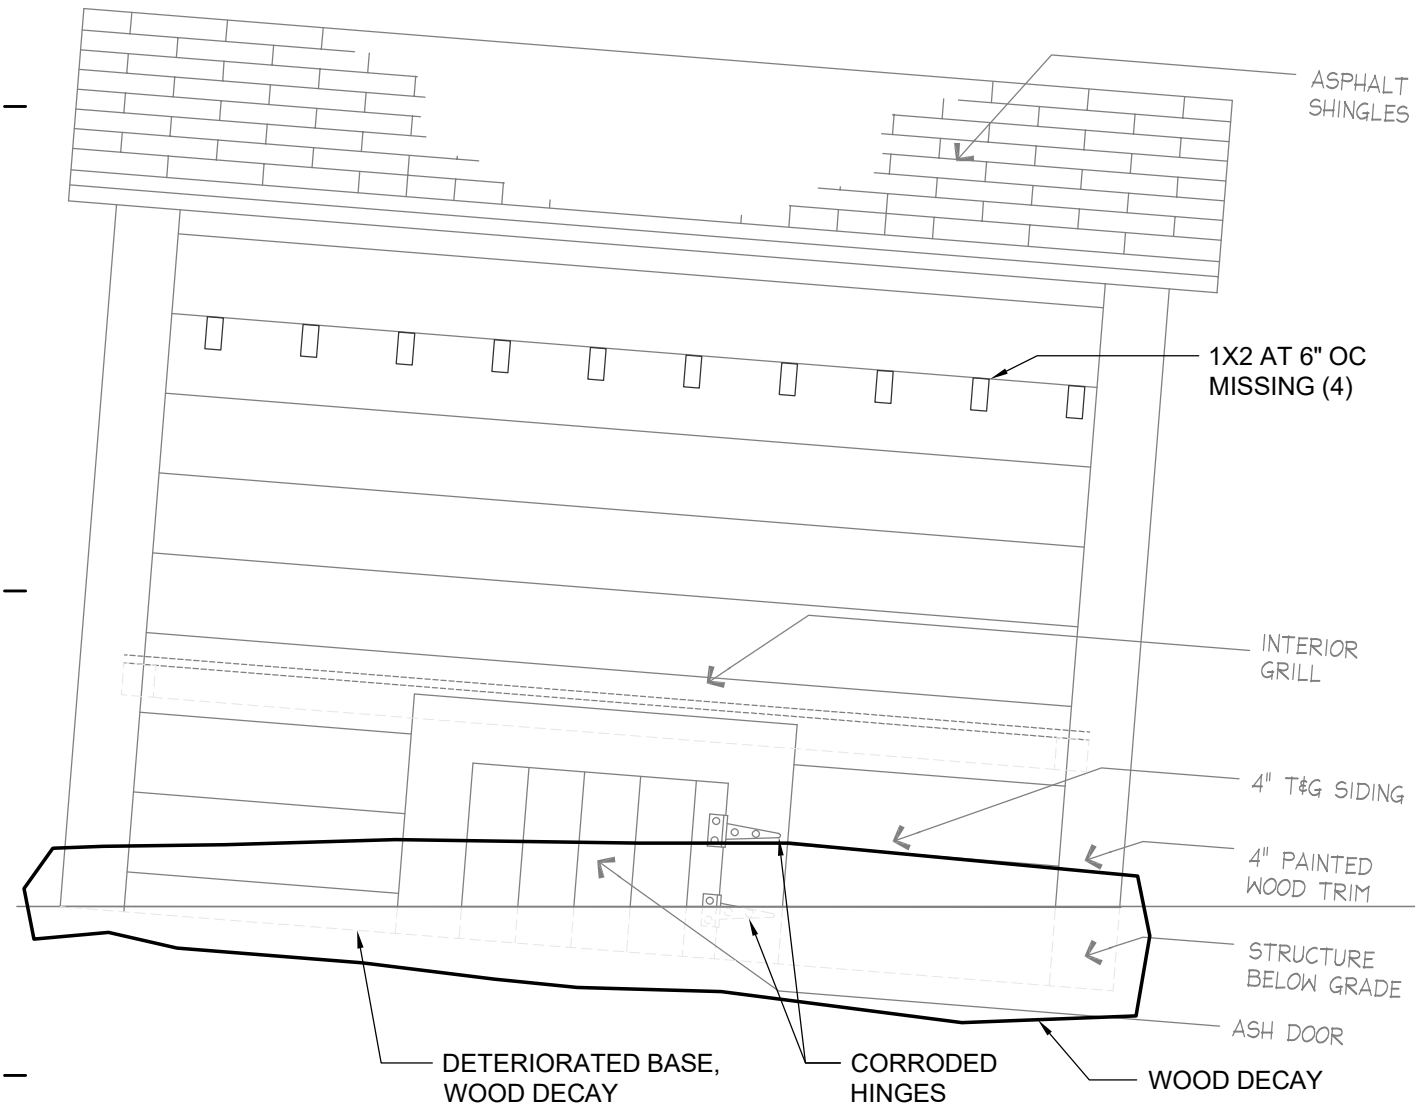 ASPHALT
SHINGLES
1X2 AT 6" OC
MISSING (4)
INTERIOR
GRILL
4" T&G SIDING
4" PAINTED
WOOD TRIM
STRUCTURE
BELOW GRADE
ASH DOOR
DETERIORATED BASE,
WOOD DECAY
CORRODED
HINGES
WOOD DECAY